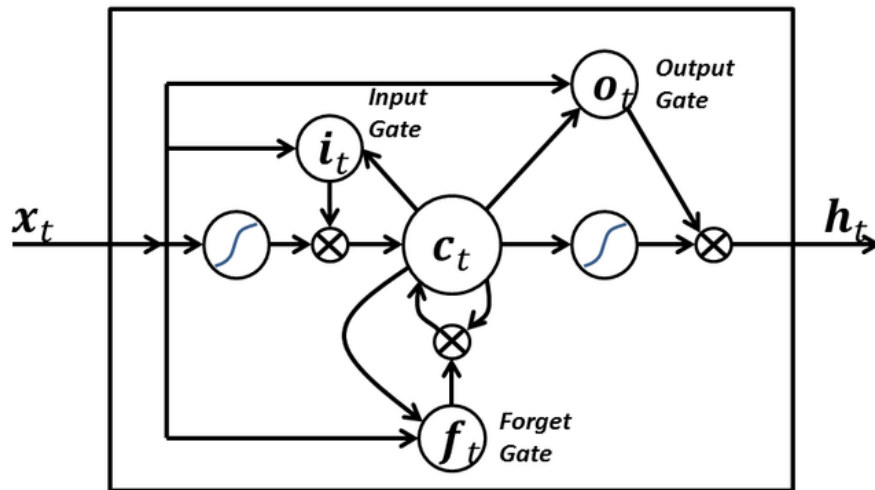 Output
Gate
o_t
Input
Gate
i_t
x_t
c_t
h_t
f_t
Forget
Gate